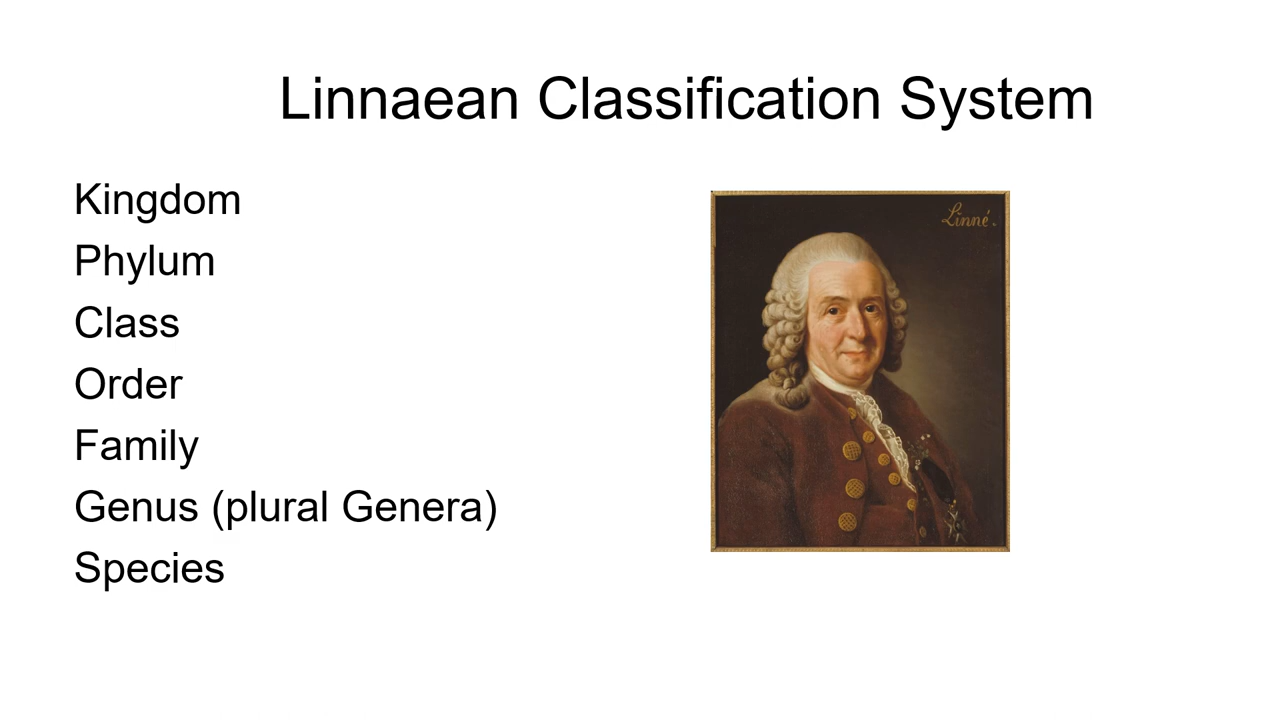 Linnaean Classification System
Kingdom
Phylum
Class
Order
Family
Genus (plural Genera)
Species
Linné.